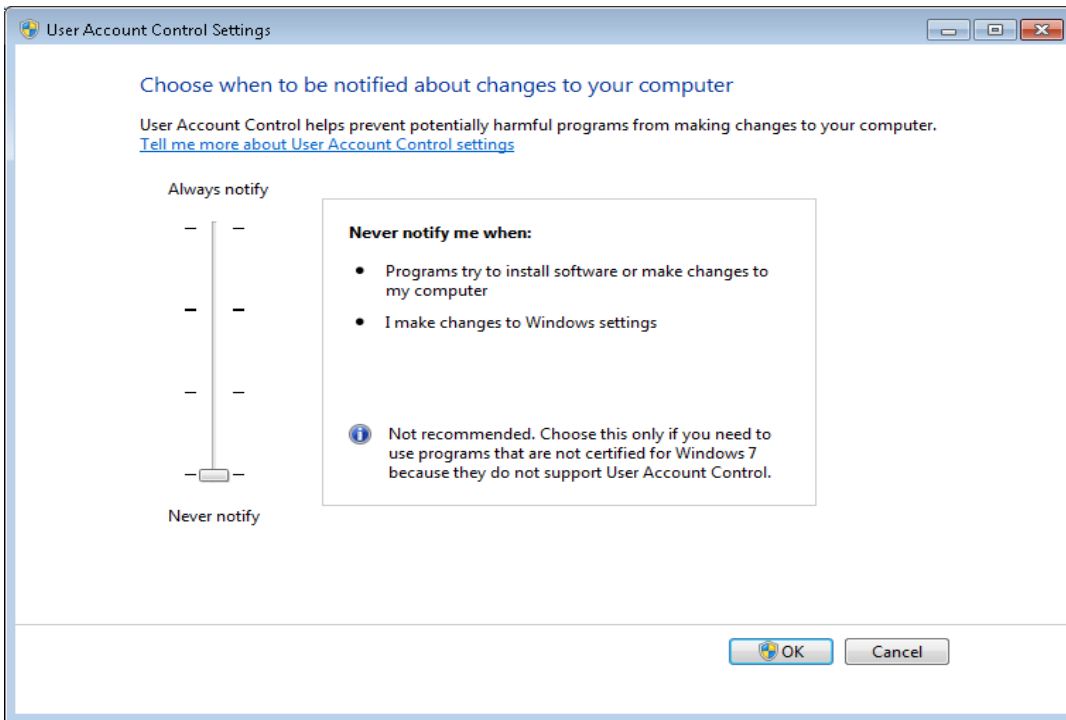 User Account Control Settings
Choose when to be notified about changes to your computer
User Account Control helps prevent potentially harmful programs from making changes to your computer.
Tell me more about User Account Control settings
Always notify
Never notify me when:
Programs try to install software or make changes to
my computer
I make changes to Windows settings
Not recommended. Choose this only if you need to
use programs that are not certified for Windows 7
because they do not support User Account Control.
Never notify
OK
Cancel